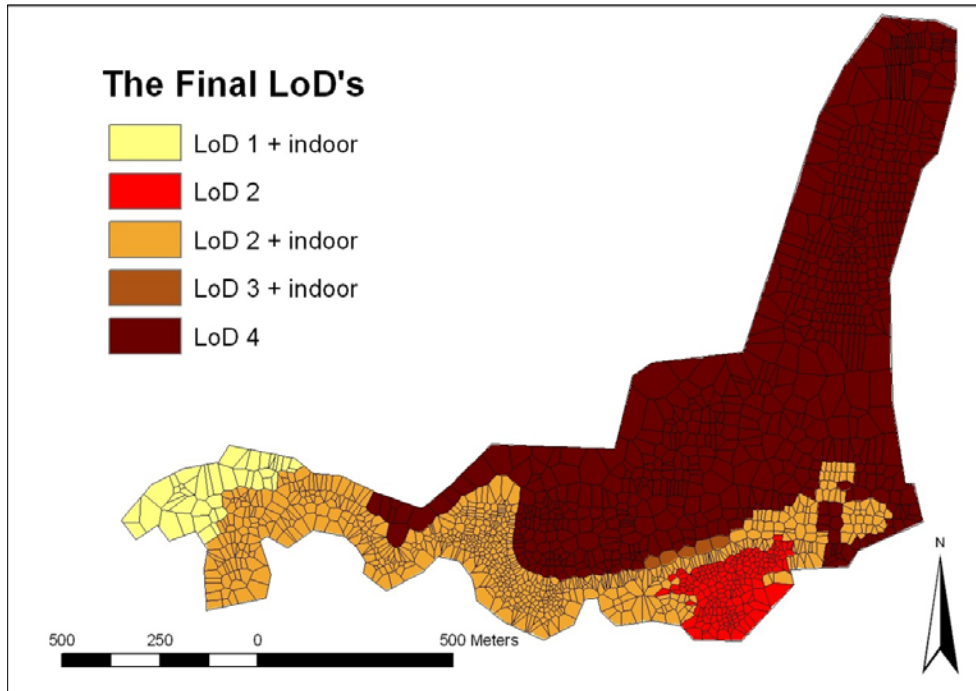 The Final LoD's
LoD 1 + indoor
LoD 2
LoD 2 + indoor
LoD 3 + indoor
LoD 4
N
500 250 0 500 Meters